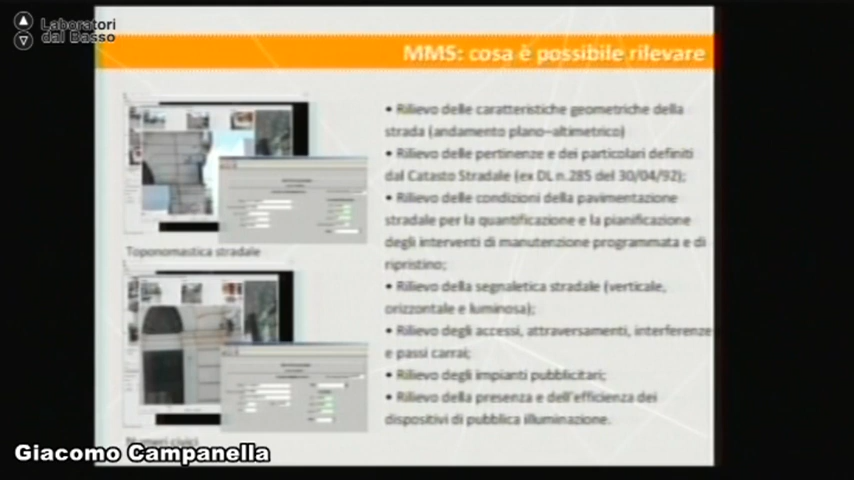 Laboratori
dal Basso
MMS: cosa è possibile rilevare
• Rilievo delle caratteristiche geometriche della
strada (andamento plano-altimetrico)
• Rilievo delle pertinenze e dei particolari definiti
dal Catasto Stradale (ex DL n.285 del 30/04/92);
• Rilievo delle condizioni della pavimentazione
stradale per la quantificazione e la pianificazione
degli interventi di manutenzione programmata e di
ripristino;
• Rilievo della segnaletica stradale (verticale,
orizzontale e luminosa);
• Rilievo degli accessi, attraversamenti, interferenze
e passi carrai;
• Rilievo degli impianti pubblicitari;
• Rilievo della presenza e dell'efficienza dei
dispositivi di pubblica illuminazione.
Toponomastica stradale
Numeri civici
Giacomo Campanella